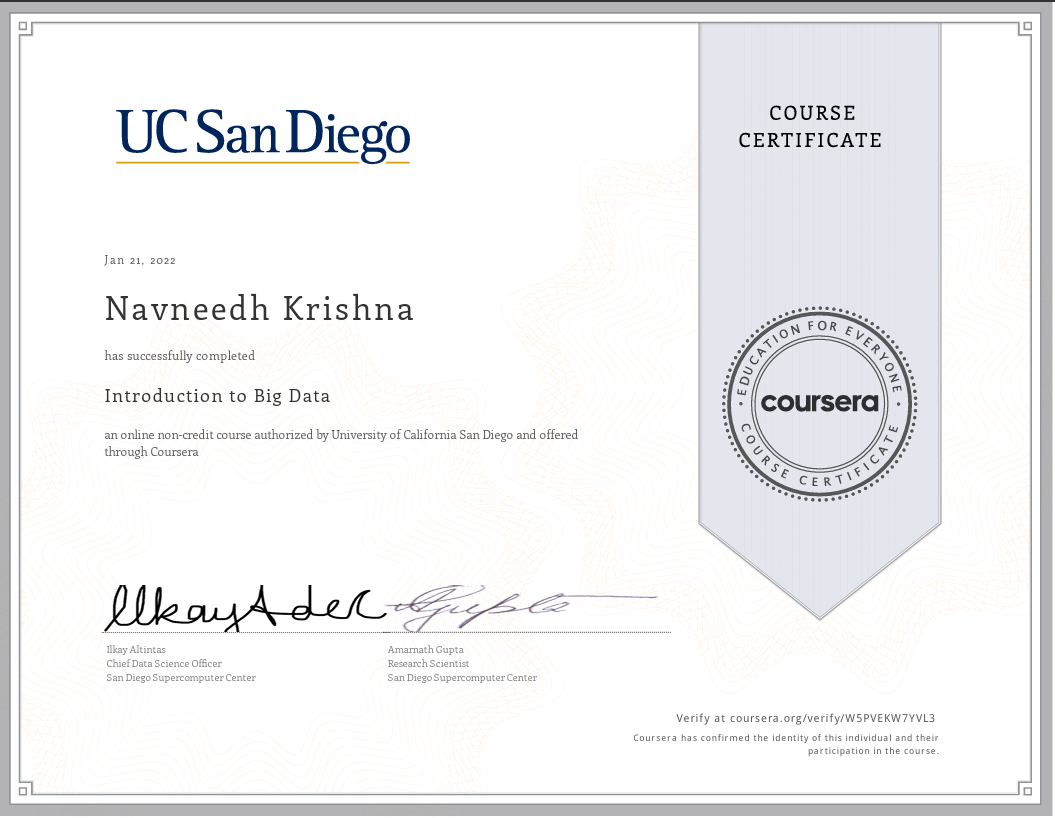 UC San Diego
COURSE
CERTIFICATE
Jan 21, 2022
Navneedh Krishna
has successfully completed
Introduction to Big Data
an online non-credit course authorized by University of California San Diego and offered
through Coursera
EDUCATION FOR EVERYONE
coursera
COURSE CERTIFICATE
Ilkay Altintas
Chief Data Science Officer
San Diego Supercomputer Center
Amarnath Gupta
Research Scientist
San Diego Supercomputer Center
Verify at coursera.org/verify/W5PVEKW7YVL3
Coursera has confirmed the identity of this individual and their
participation in the course.